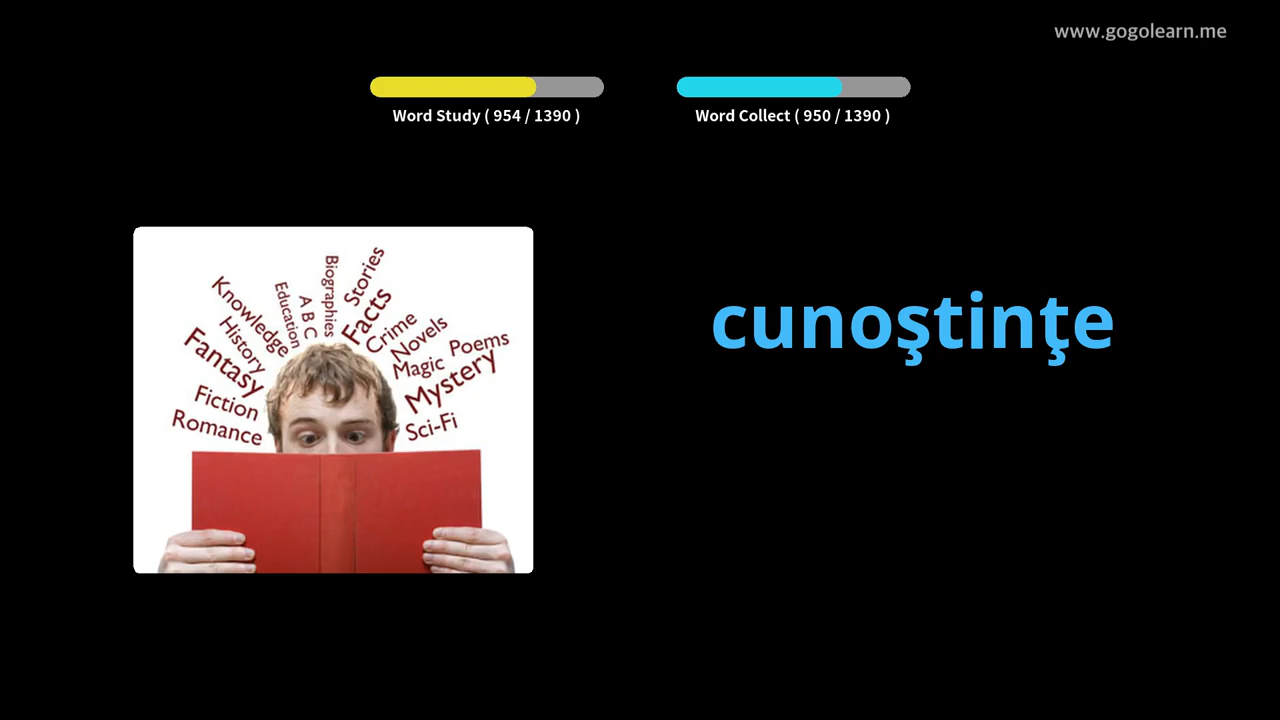 www.gogolearn.me
Word Study ( 954 / 1390 )
Word Collect ( 950 / 1390 )
cunoştinţe
Biographies
Stories
Education
A B C
Facts
Knowledge
Crime
History
Novels
Fantasy
Magic
Poems
Mystery
Fiction
Romance
Sci-Fi